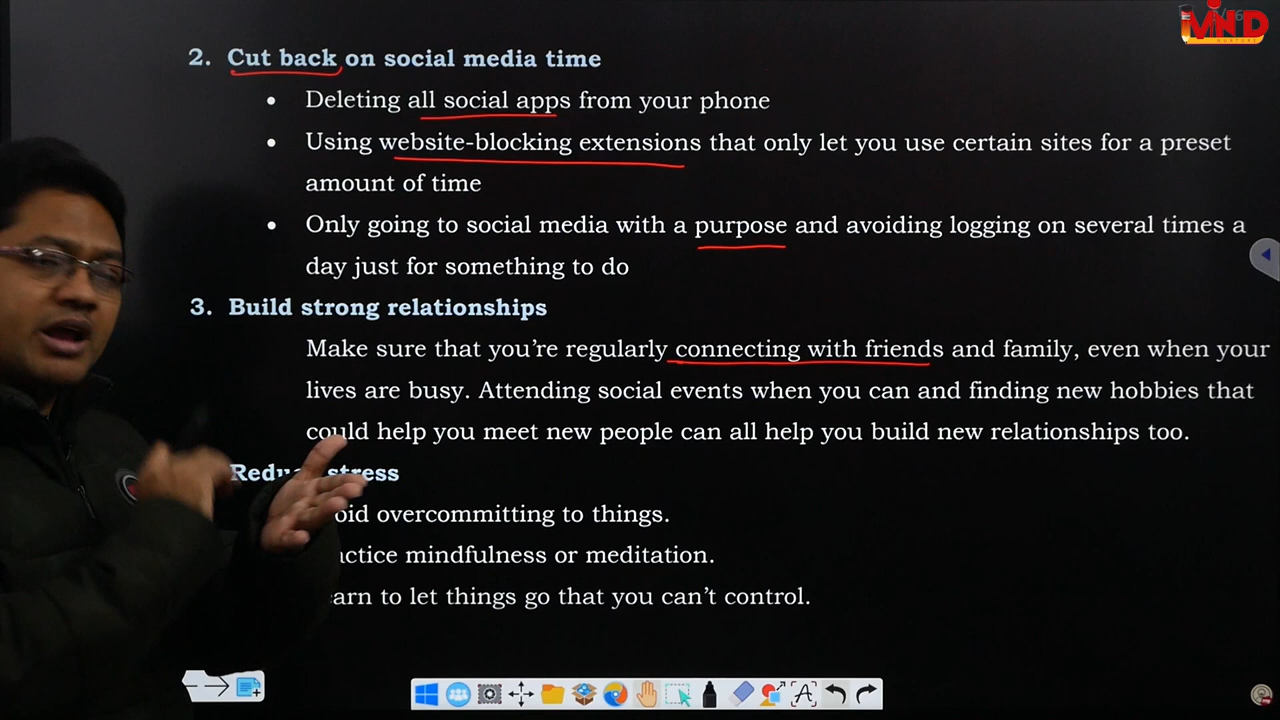 2. Cut back on social media time
• Deleting all social apps from your phone
• Using website-blocking extensions that only let you use certain sites for a preset
amount of time
• Only going to social media with a purpose and avoiding logging on several times a
day just for something to do
3. Build strong relationships
Make sure that you're regularly connecting with friends and family, even when your
lives are busy. Attending social events when you can and finding new hobbies that
could help you meet new people can all help you build new relationships too.
stress
overcommitting to things.
mindfulness or meditation.
to let things go that you can't control.